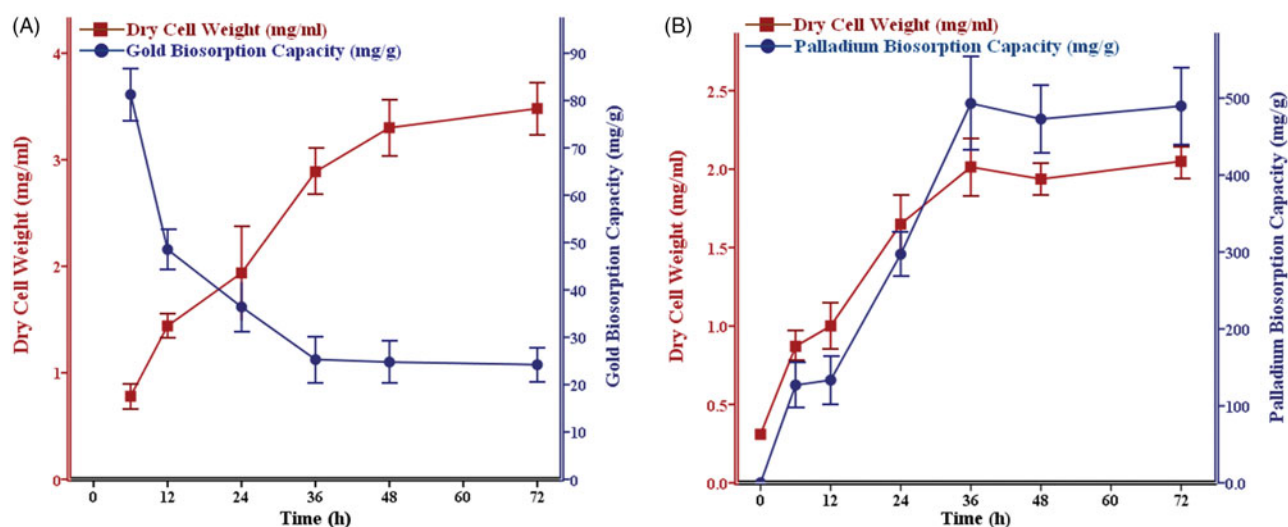 (A)
Dry Cell Weight (mg/ml)
Gold Biosorption Capacity (mg/g)
4
3
2
1
0
Dry Cell Weight (mg/ml)
90
80
70
60
50
40
30
20
10
0
Gold Biosorption Capacity (mg/g)
0 12 24 36 48 60 72
Time (h)
(B)
Dry Cell Weight (mg/ml)
Palladium Biosorption Capacity (mg/g)
2.5
2.0
1.5
1.0
0.5
0.0
Dry Cell Weight (mg/ml)
500
400
300
200
100
0.0
Palladium Biosorption Capacity (mg/g)
0 12 24 36 48 60 72
Time (h)